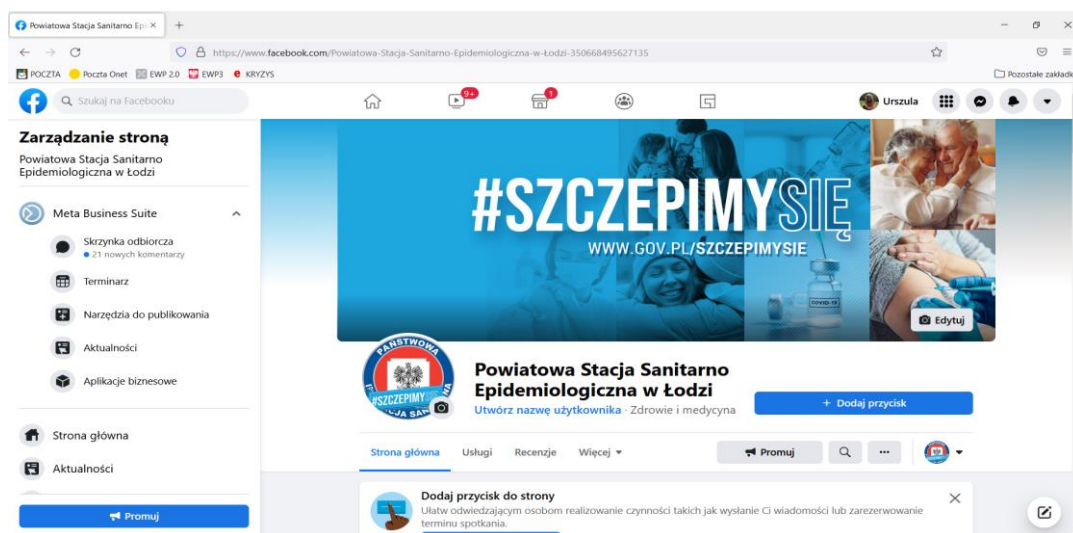 Powiatowa Stacja Sanitarno Epi
https://www.facebook.com/Powiatowa-Stacja-Sanitarno-Epidemiologiczna-w-Łodzi-350668495627135
POCZTA Poczta Onet EWP 2.0 EWP3 KRYZYS Pozostałe zakładk
Szukaj na Facebooku 9+ 1 Urszula
Zarządzanie stroną
Powiatowa Stacja Sanitarno
Epidemiologiczna w Łodzi
Meta Business Suite
Skrzynka odbiorcza
21 nowych komentarzy
Terminarz
Narzędzia do publikowania
Aktualności
Aplikacje biznesowe
Strona główna
Aktualności
Promuj
#SZCZEPIMYSIĘ
WWW.GOV.PL/SZCZEPIMYSIE
COVID-19
Edytuj
PAŃSTWOWA
#SZCZEPIMY
Powiatowa Stacja Sanitarno
Epidemiologiczna w Łodzi
Utwórz nazwę użytkownika · Zdrowie i medycyna
+ Dodaj przycisk
Strona główna Usługi Recenzje Więcej Promuj
Dodaj przycisk do strony
Ułatw odwiedzającym osobom realizowanie czynności takich jak wysłanie Ci wiadomości lub zarezerwowanie
terminu spotkania.